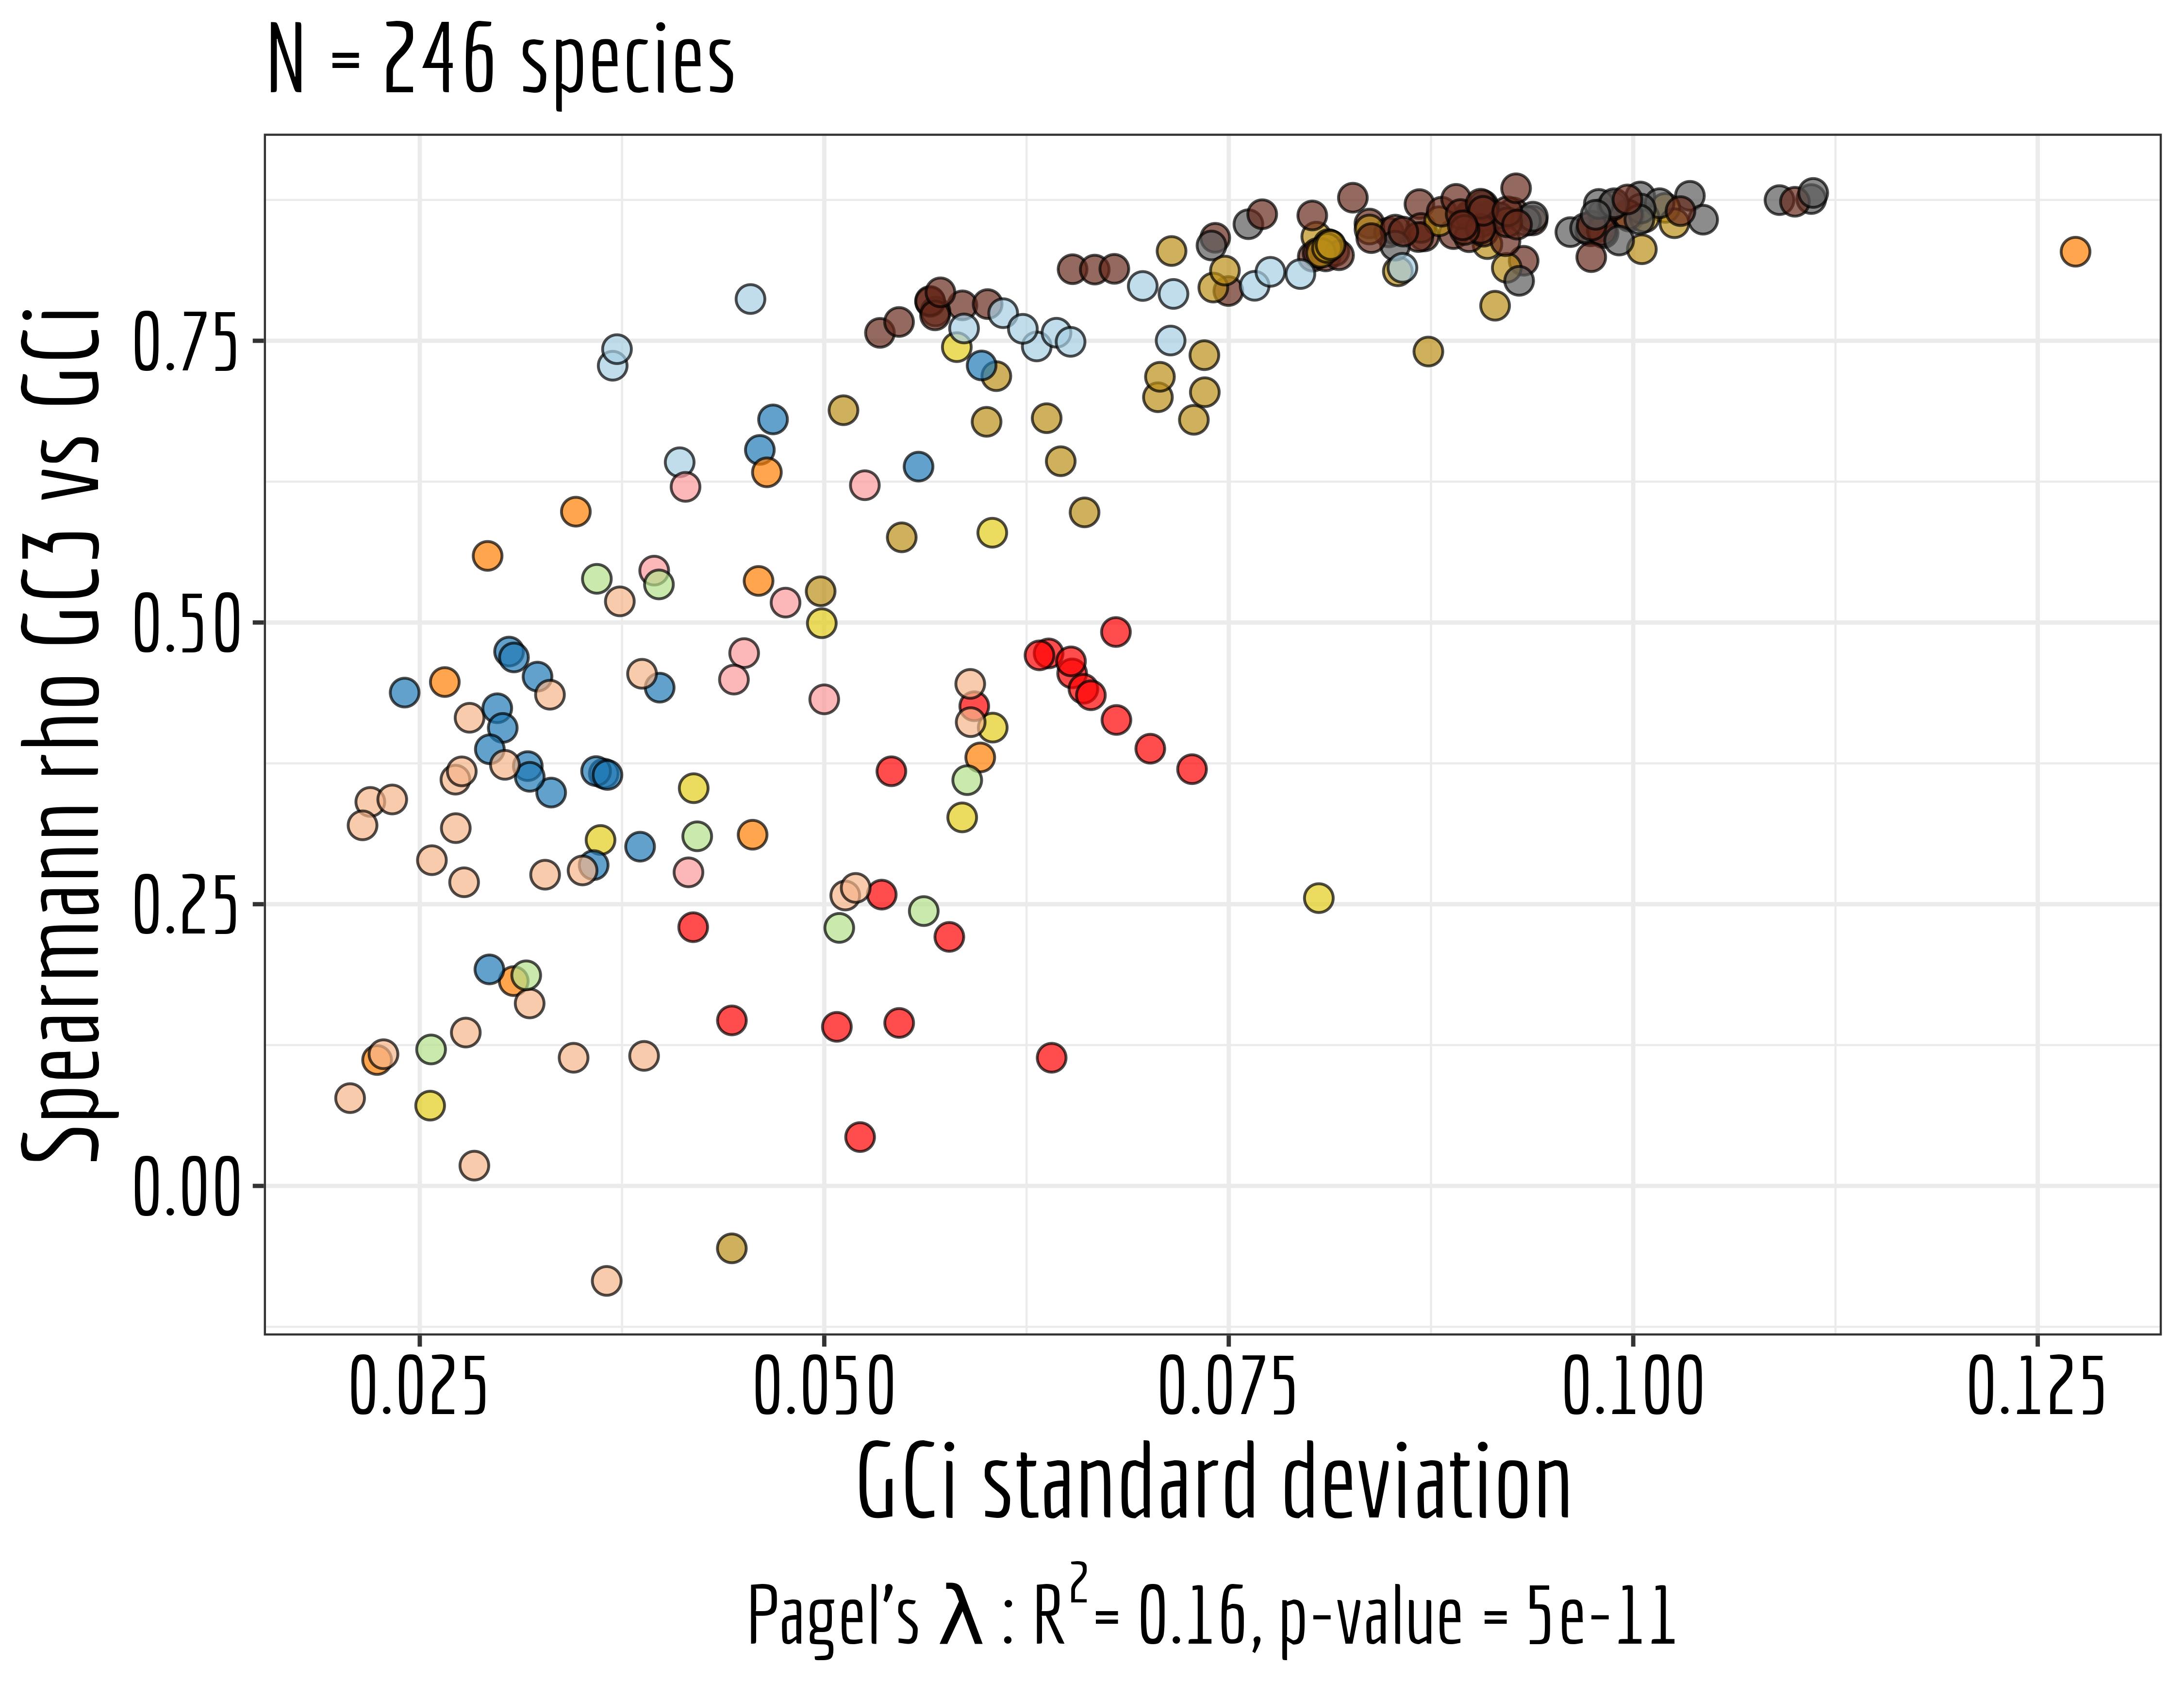 N = 246 species
Spearmann rho GC3 vs GCi
0.75
0.50
0.25
0.00
0.025 0.050 0.075 0.100 0.125
GCi standard deviation
Pagel's λ : R²= 0.16, p-value = 5e-11